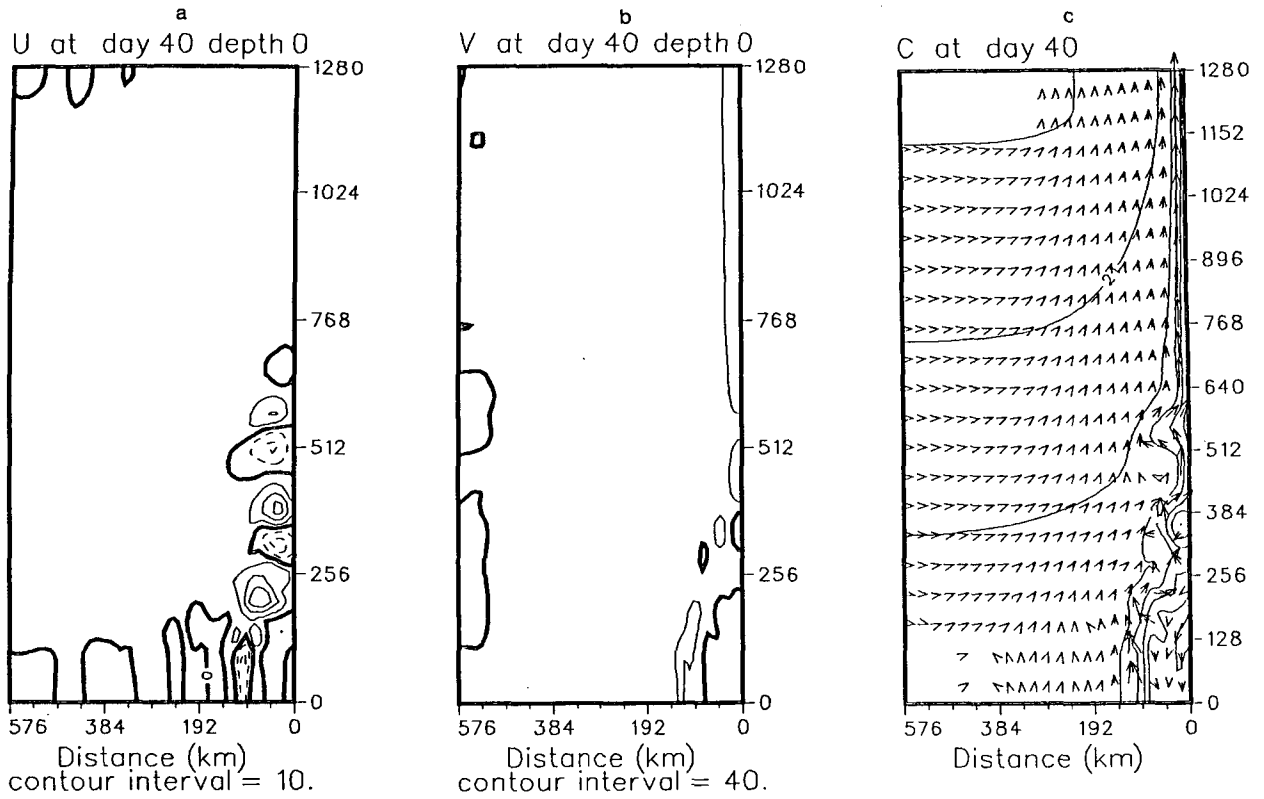 a
U at day 40 depth 0
1280
1024
768
512
256
0
576 384 192 0
Distance (km)
contour interval = 10.
b
V at day 40 depth 0
1280
1024
768
512
256
0
576 384 192 0
Distance (km)
contour interval = 40.
c
C at day 40
1280
1152
1024
896
768
640
512
384
256
128
0
2
576 384 192 0
Distance (km)